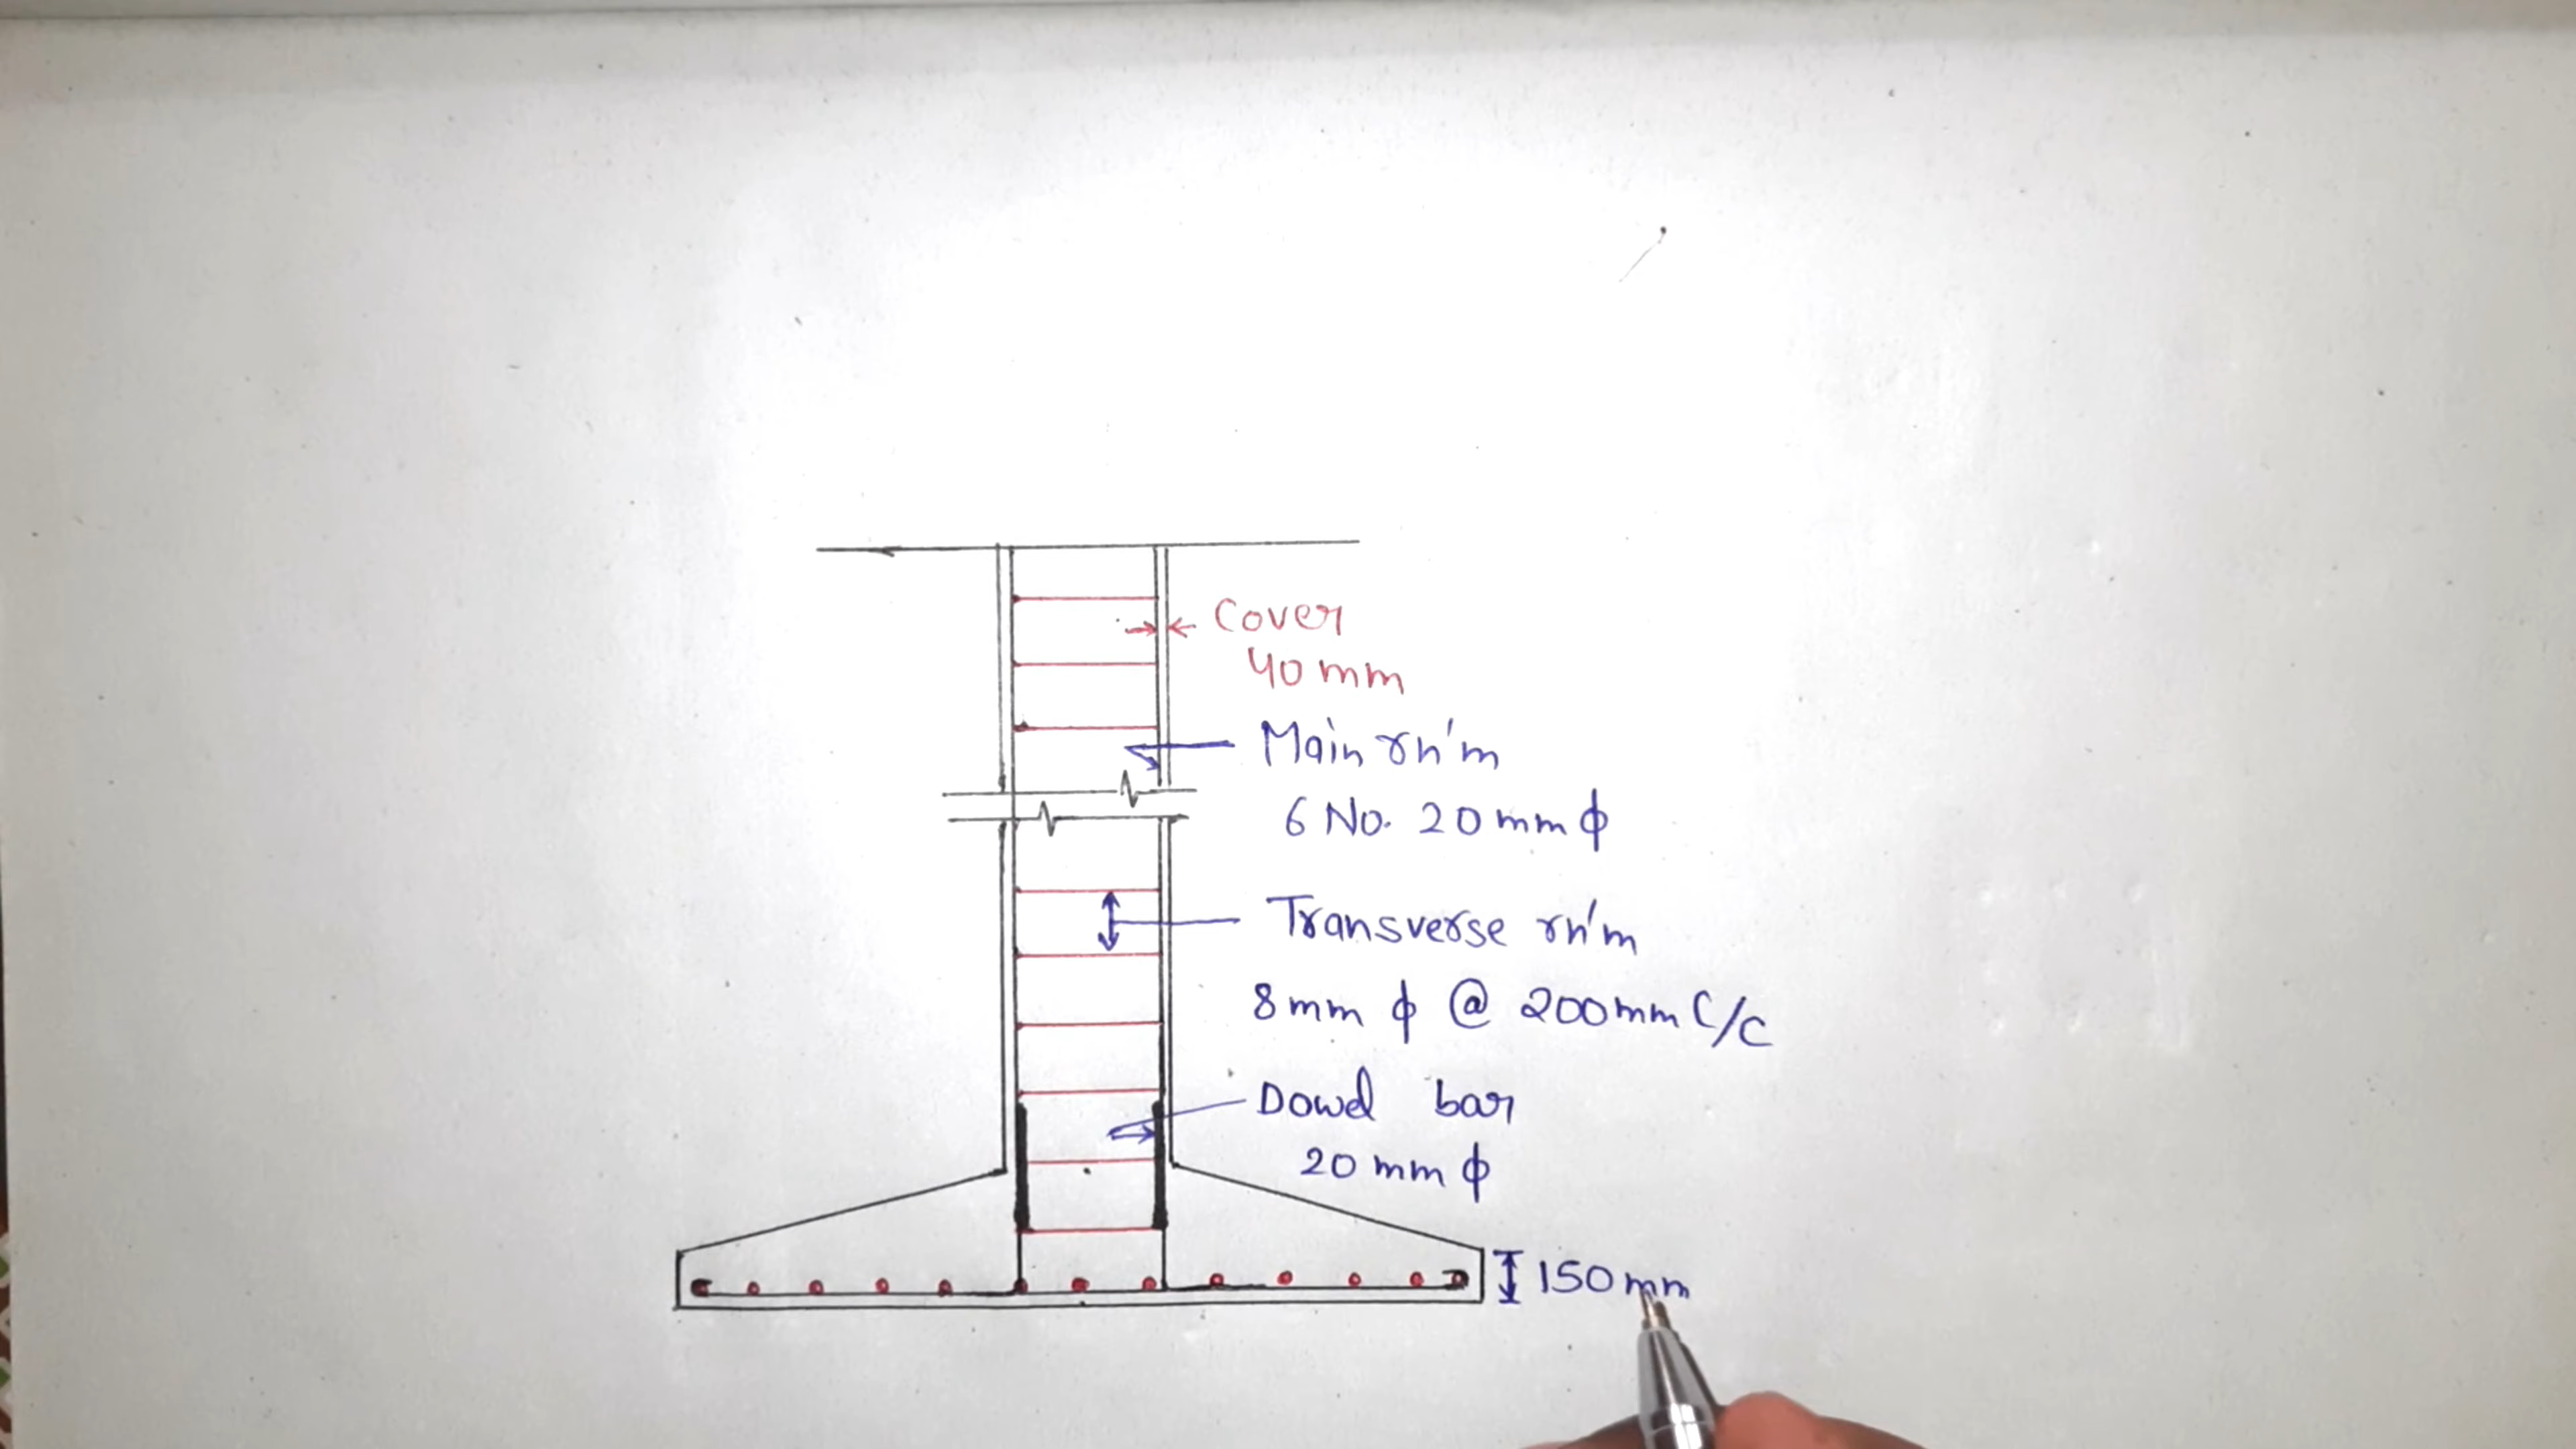 Cover
40 mm
Main rn'm
6 No. 20 mm ϕ
Transverse rn'm
8 mm ϕ @ 200mm C/C
Dowel bar
20 mm ϕ
150 mm